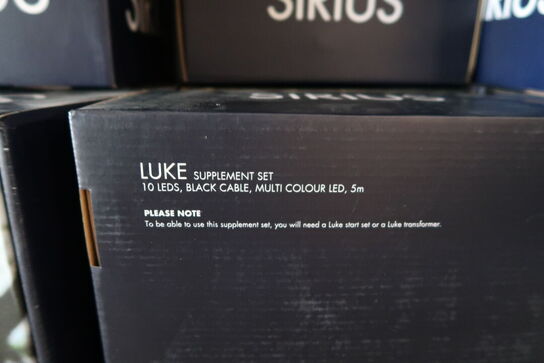 SIRIUS
SIRIUS
LUKE SUPPLEMENT SET
10 LEDS, BLACK CABLE, MULTI COLOUR LED, 5m
PLEASE NOTE
To be able to use this supplement set, you will need a Luke start set or a Luke transformer.